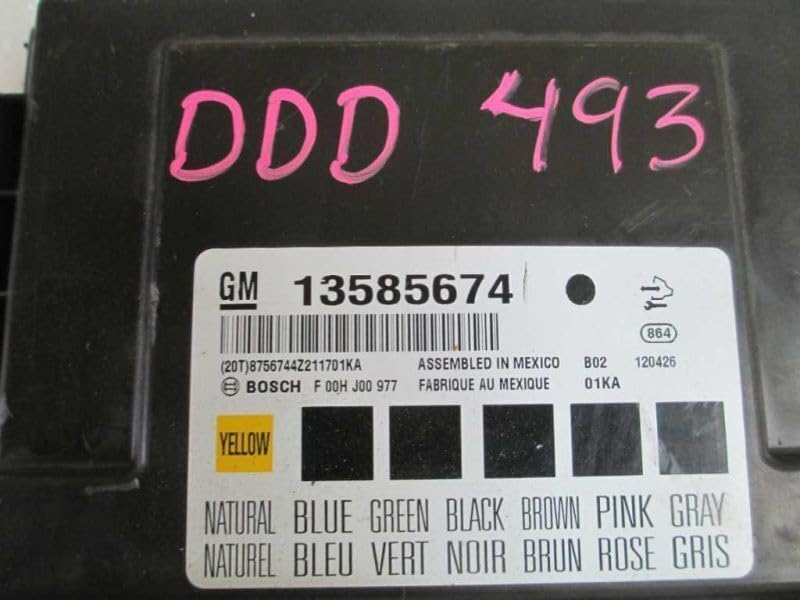 DDD 493
GM 13585674
864
(20T)8756744Z211701KA ASSEMBLED IN MEXICO B02 120426
BOSCH F 00H J00 977 FABRIQUE AU MEXIQUE 01KA
YELLOW
NATURAL BLUE GREEN BLACK BROWN PINK GRAY
NATUREL BLEU VERT NOIR BRUN ROSE GRIS